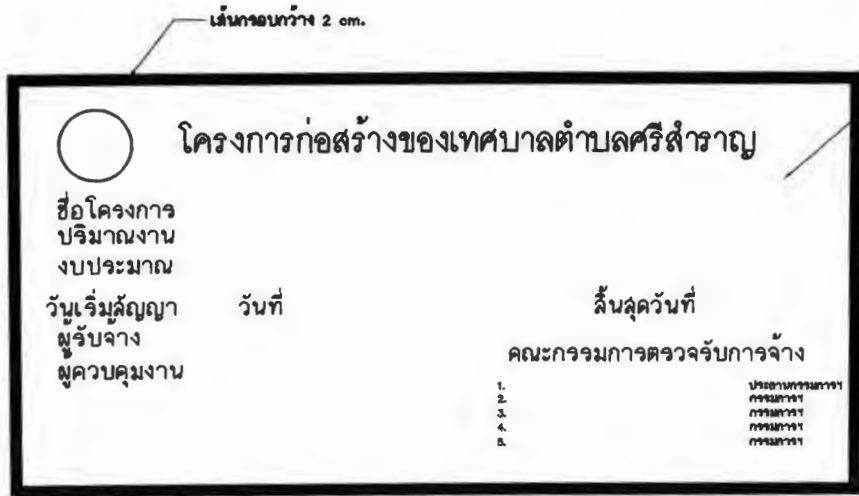 เส้นกรอบกว้าง 2 cm.
โครงการก่อสร้างของเทศบาลตำบลศรีสำราญ
ชื่อโครงการ
ปริมาณงาน
งบประมาณ
วันเริ่มสัญญา วันที่ สิ้นสุดวันที่
ผู้รับจ้าง
ผู้ควบคุมงาน
คณะกรรมการตรวจรับการจ้าง
1. ประธานกรรมการฯ
2. กรรมการฯ
3. กรรมการฯ
4. กรรมการฯ
5. กรรมการฯ